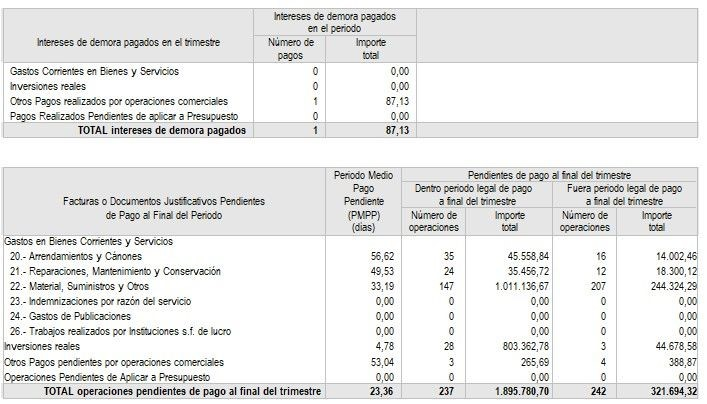 Intereses de demora pagados en el trimestre | Intereses de demora pagados en el periodo
Número de pagos | Importe total
Gastos Corrientes en Bienes y Servicios 0 0,00
Inversiones reales 0 0,00
Otros Pagos realizados por operaciones comerciales 1 87,13
Pagos Realizados Pendientes de aplicar a Presupuesto 0 0,00
TOTAL intereses de demora pagados 1 87,13
Facturas o Documentos Justificativos Pendientes de Pago al Final del Periodo | Periodo Medio Pago Pendiente (PMPP) (días) | Pendientes de pago al final del trimestre
Dentro periodo legal de pago a final del trimestre | Fuera periodo legal de pago a final del trimestre
Número de operaciones | Importe total | Número de operaciones | Importe total
Gastos en Bienes Corrientes y Servicios
20.- Arrendamientos y Cánones 56,62 35 45.558,84 16 14.002,46
21.- Reparaciones, Mantenimiento y Conservación 49,53 24 35.456,72 12 18.300,12
22.- Material, Suministros y Otros 33,19 147 1.011.136,67 207 244.324,29
23.- Indemnizaciones por razón del servicio 0,00 0 0,00 0 0,00
24.- Gastos de Publicaciones 0,00 0 0,00 0 0,00
26.- Trabajos realizados por Instituciones s.f. de lucro 0,00 0 0,00 0 0,00
Inversiones reales 4,78 28 803.362,78 3 44.678,58
Otros Pagos pendientes por operaciones comerciales 53,04 3 265,69 4 388,87
Operaciones Pendientes de Aplicar a Presupuesto 0,00 0 0,00 0 0,00
TOTAL operaciones pendientes de pago al final del trimestre 23,36 237 1.895.780,70 242 321.694,32